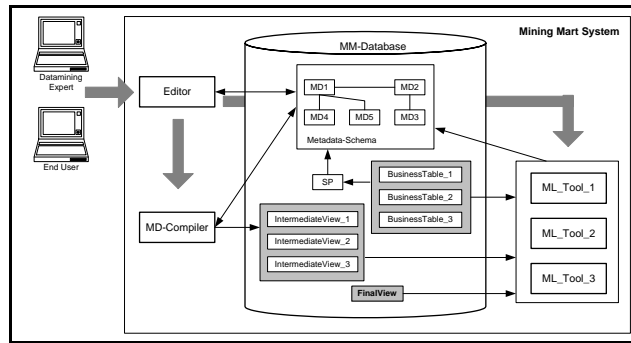 Mining Mart System
MM-Database
Datamining
Expert
Editor
MD1
MD2
MD4
MD5
MD3
Metadata-Schema
End User
SP
BusinessTable_1
BusinessTable_2
BusinessTable_3
ML_Tool_1
ML_Tool_2
ML_Tool_3
MD-Compiler
IntermediateView_1
IntermediateView_2
IntermediateView_3
FinalView